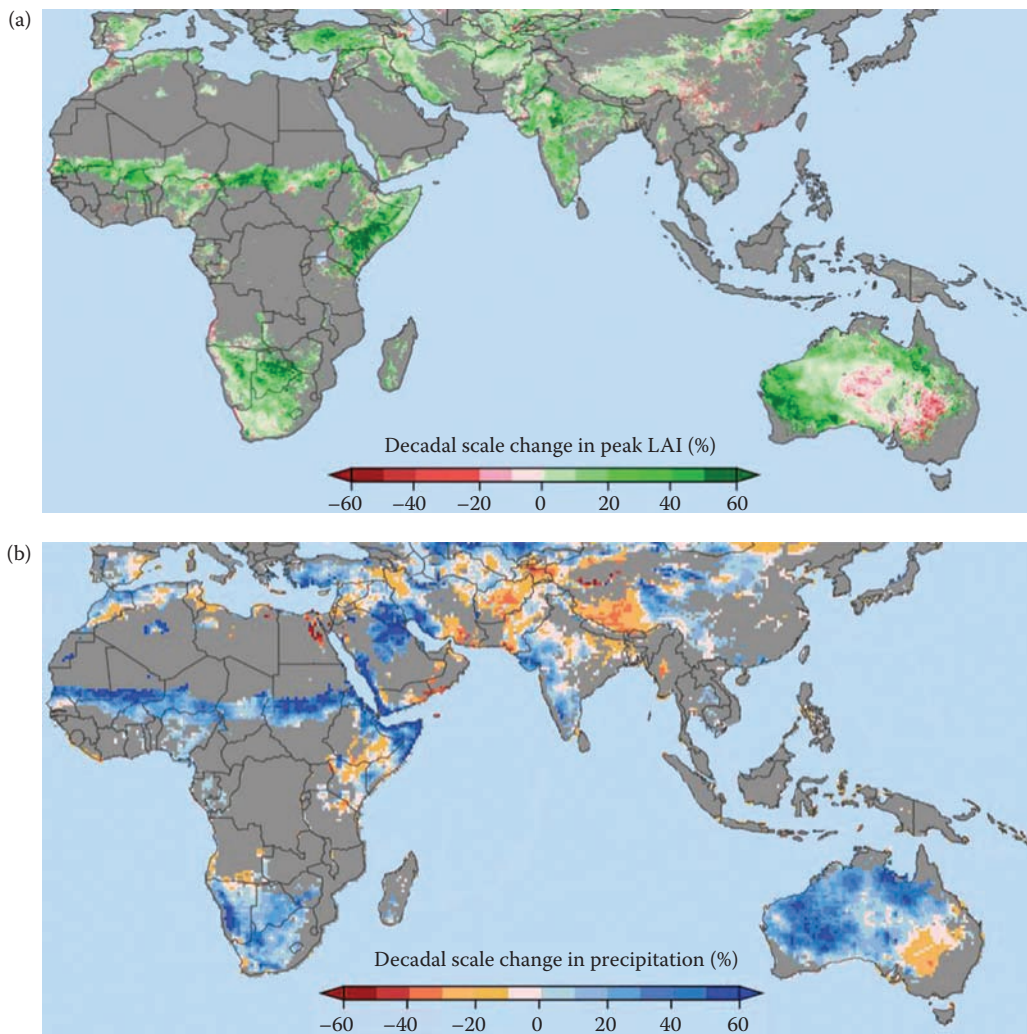 (a)
Decadal scale change in peak LAI (%)
−60 −40 −20 0 20 40 60
(b)
Decadal scale change in precipitation (%)
−60 −40 −20 0 20 40 60